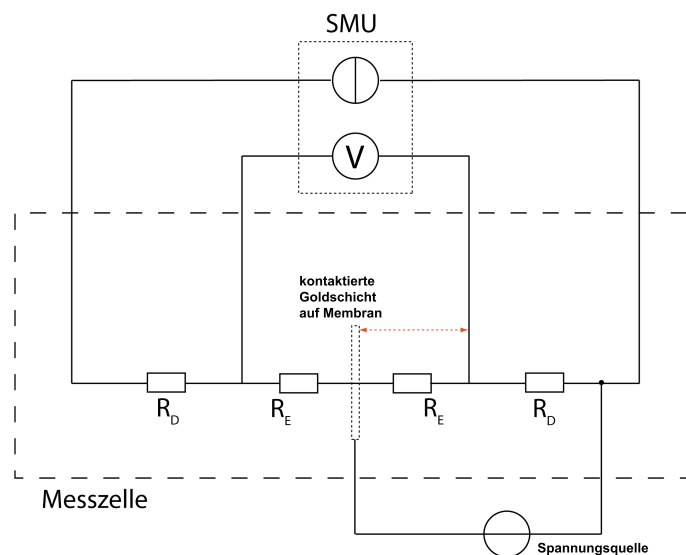 SMU
V
kontaktierte
Goldschicht
auf Membran
R_D
R_E
R_E
R_D
Messzelle
Spannungsquelle